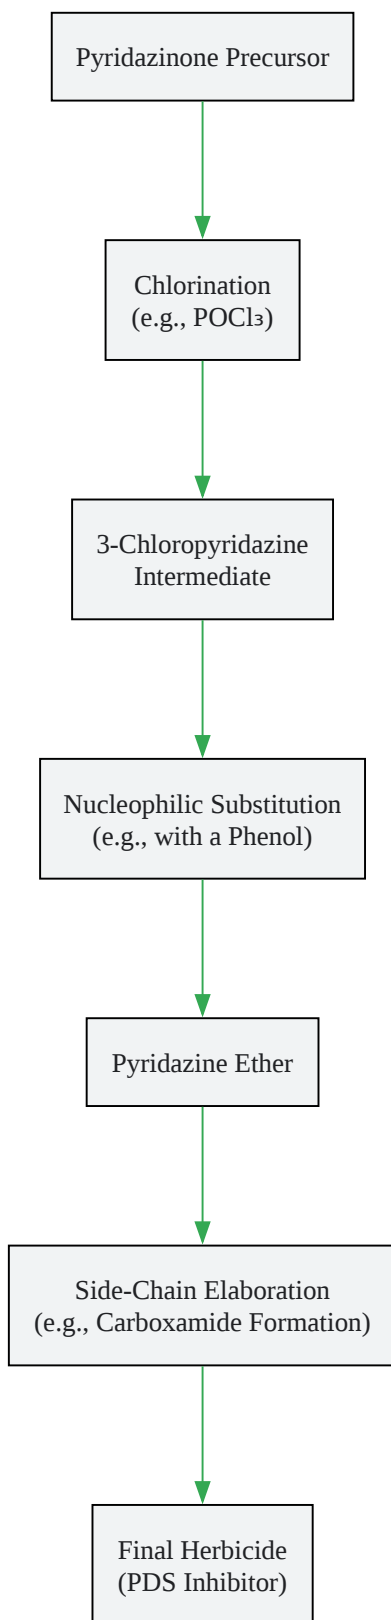 Pyridazinone Precursor
Chlorination
(e.g., POCl₃)
3-Chloropyridazine
Intermediate
Nucleophilic Substitution
(e.g., with a Phenol)
Pyridazine Ether
Side-Chain Elaboration
(e.g., Carboxamide Formation)
Final Herbicide
(PDS Inhibitor)